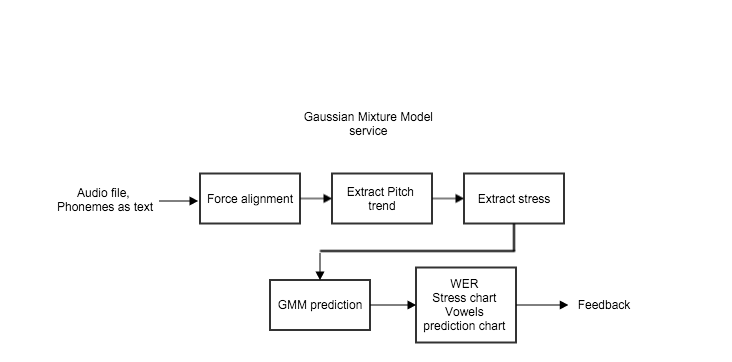 Gaussian Mixture Model
service
Audio file,
Phonemes as text
Force alignment
Extract Pitch
trend
Extract stress
GMM prediction
WER
Stress chart
Vowels
prediction chart
Feedback